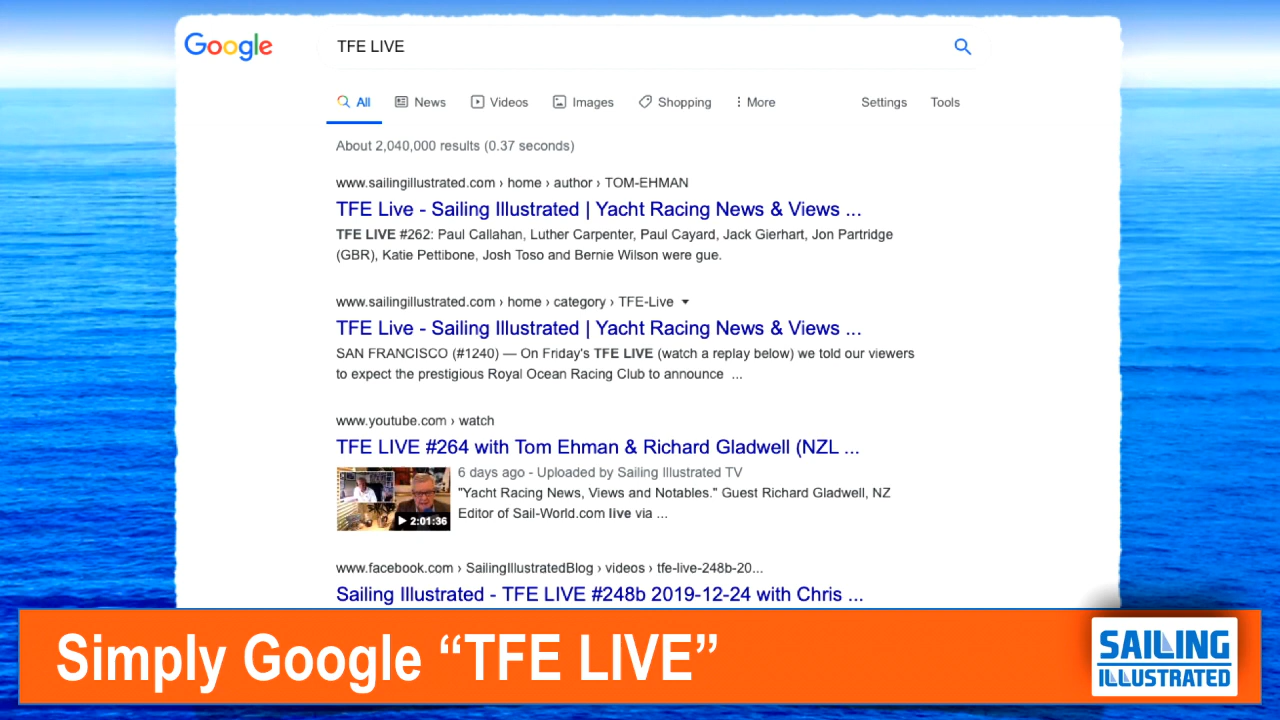 Google
TFE LIVE
All News Videos Images Shopping More Settings Tools
About 2,040,000 results (0.37 seconds)
www.sailingillustrated.com › home › author › TOM-EHMAN
TFE Live - Sailing Illustrated | Yacht Racing News & Views ...
TFE LIVE #262: Paul Callahan, Luther Carpenter, Paul Cayard, Jack Gierhart, Jon Partridge
(GBR), Katie Pettibone, Josh Toso and Bernie Wilson were gue.
www.sailingillustrated.com › home › category › TFE-Live
TFE Live - Sailing Illustrated | Yacht Racing News & Views ...
SAN FRANCISCO (#1240) — On Friday's TFE LIVE (watch a replay below) we told our viewers
to expect the prestigious Royal Ocean Racing Club to announce ...
www.youtube.com › watch
TFE LIVE #264 with Tom Ehman & Richard Gladwell (NZL ...
6 days ago - Uploaded by Sailing Illustrated TV
"Yacht Racing News, Views and Notables." Guest Richard Gladwell, NZ
Editor of Sail-World.com live via ...
2:01:36
www.facebook.com › SailingIllustratedBlog › videos › tfe-live-248b-20...
Sailing Illustrated - TFE LIVE #248b 2019-12-24 with Chris ...
Simply Google “TFE LIVE”
SAILING
ILLUSTRATED